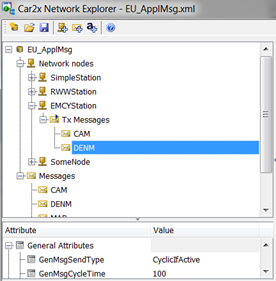 Car2x Network Explorer - EU_ApplMsg.xml
EU_ApplMsg
Network nodes
SimpleStation
RWWStation
EMCYStation
Tx Messages
CAM
DENM
SomeNode
Messages
CAM
DENM
MAP
Attribute Value
General Attributes
GenMsgSendType CyclicIfActive
GenMsgCycleTime 100